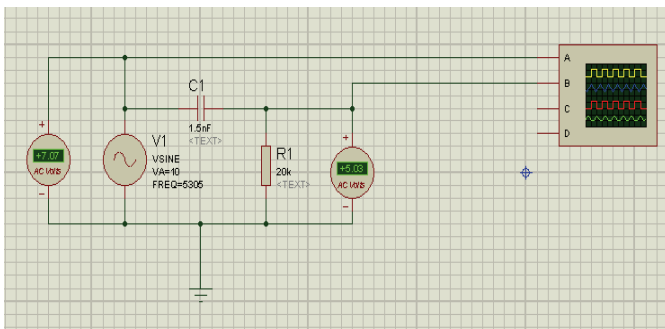 A
B
C
D
C1
1.5nF
<TEXT>
+
+7.07
AC Volts
−
V1
VSINE
VA=10
FREQ=5305
R1
20k
<TEXT>
+
+5.03
AC Volts
−